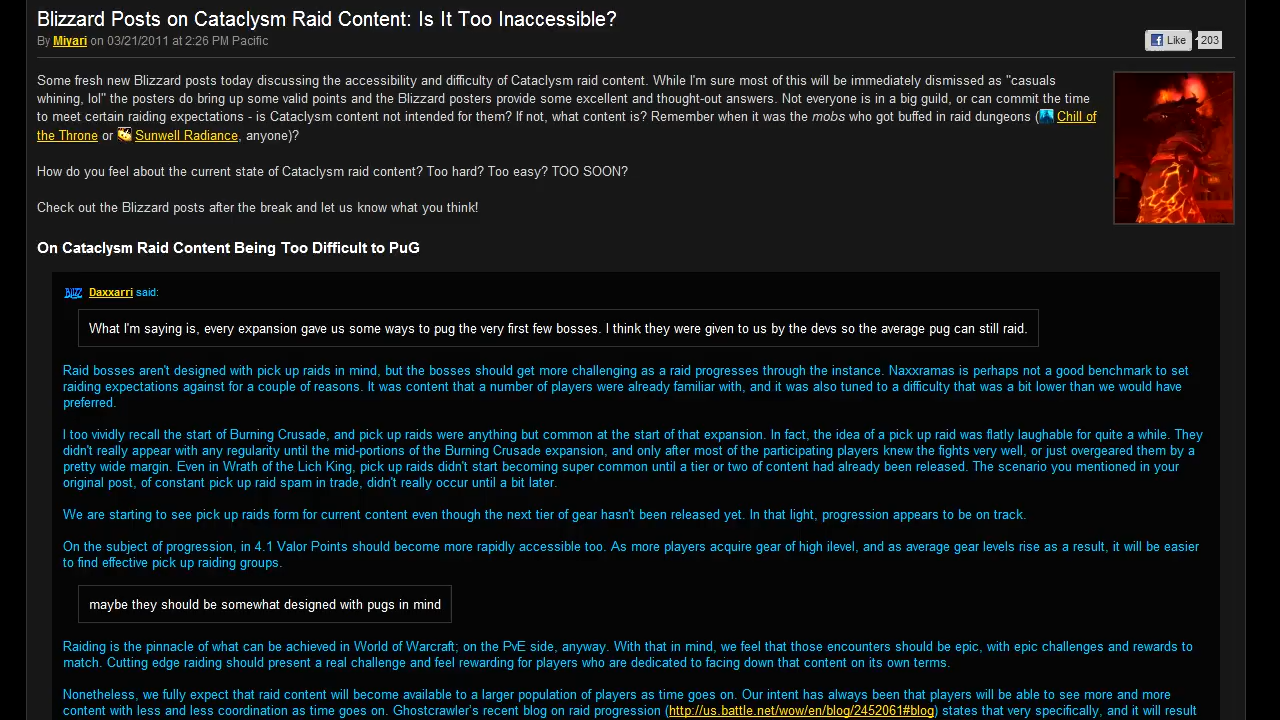 Blizzard Posts on Cataclysm Raid Content: Is It Too Inaccessible?
By Miyari on 03/21/2011 at 2:26 PM Pacific
Like 203
Some fresh new Blizzard posts today discussing the accessibility and difficulty of Cataclysm raid content. While I'm sure most of this will be immediately dismissed as "casuals
whining, lol" the posters do bring up some valid points and the Blizzard posters provide some excellent and thought-out answers. Not everyone is in a big guild, or can commit the time
to meet certain raiding expectations - is Cataclysm content not intended for them? If not, what content is? Remember when it was the mobs who got buffed in raid dungeons (Chill of
the Throne or Sunwell Radiance, anyone)?
How do you feel about the current state of Cataclysm raid content? Too hard? Too easy? TOO SOON?
Check out the Blizzard posts after the break and let us know what you think!
On Cataclysm Raid Content Being Too Difficult to PuG
BLIZZ Daxxarri said:
What I'm saying is, every expansion gave us some ways to pug the very first few bosses. I think they were given to us by the devs so the average pug can still raid.
Raid bosses aren't designed with pick up raids in mind, but the bosses should get more challenging as a raid progresses through the instance. Naxxramas is perhaps not a good benchmark to set
raiding expectations against for a couple of reasons. It was content that a number of players were already familiar with, and it was also tuned to a difficulty that was a bit lower than we would have
preferred.
I too vividly recall the start of Burning Crusade, and pick up raids were anything but common at the start of that expansion. In fact, the idea of a pick up raid was flatly laughable for quite a while. They
didn't really appear with any regularity until the mid-portions of the Burning Crusade expansion, and only after most of the participating players knew the fights very well, or just overgeared them by a
pretty wide margin. Even in Wrath of the Lich King, pick up raids didn't start becoming super common until a tier or two of content had already been released. The scenario you mentioned in your
original post, of constant pick up raid spam in trade, didn't really occur until a bit later.
We are starting to see pick up raids form for current content even though the next tier of gear hasn't been released yet. In that light, progression appears to be on track.
On the subject of progression, in 4.1 Valor Points should become more rapidly accessible too. As more players acquire gear of high ilevel, and as average gear levels rise as a result, it will be easier
to find effective pick up raiding groups.
maybe they should be somewhat designed with pugs in mind
Raiding is the pinnacle of what can be achieved in World of Warcraft; on the PvE side, anyway. With that in mind, we feel that those encounters should be epic, with epic challenges and rewards to
match. Cutting edge raiding should present a real challenge and feel rewarding for players who are dedicated to facing down that content on its own terms.
Nonetheless, we fully expect that raid content will become available to a larger population of players as time goes on. Our intent has always been that players will be able to see more and more
content with less and less coordination as time goes on. Ghostcrawler's recent blog on raid progression (http://us.battle.net/wow/en/blog/2452061#blog) states that very specifically, and it will result